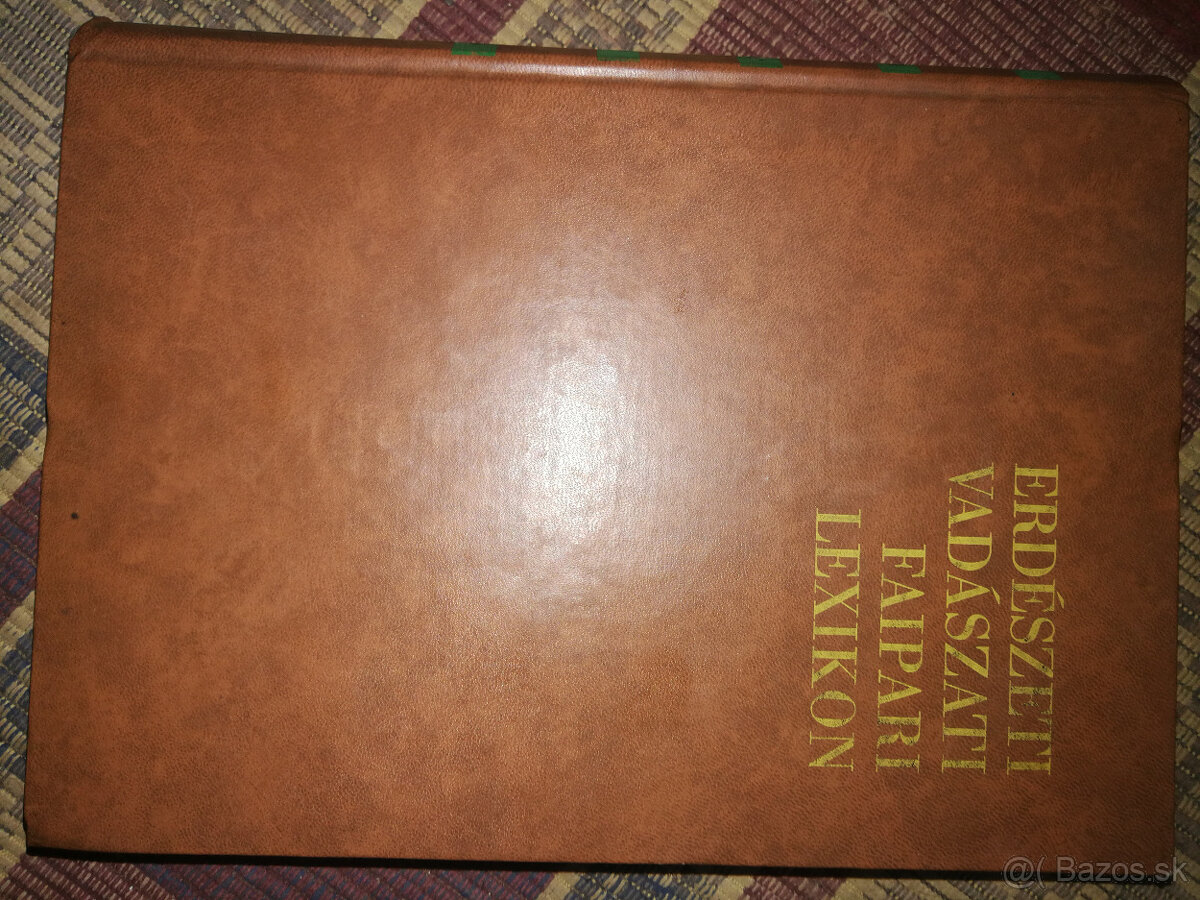 ERDÉSZETI
VADÁSZATI
FAIPARI
LEXIKON
@( Bazos.sk